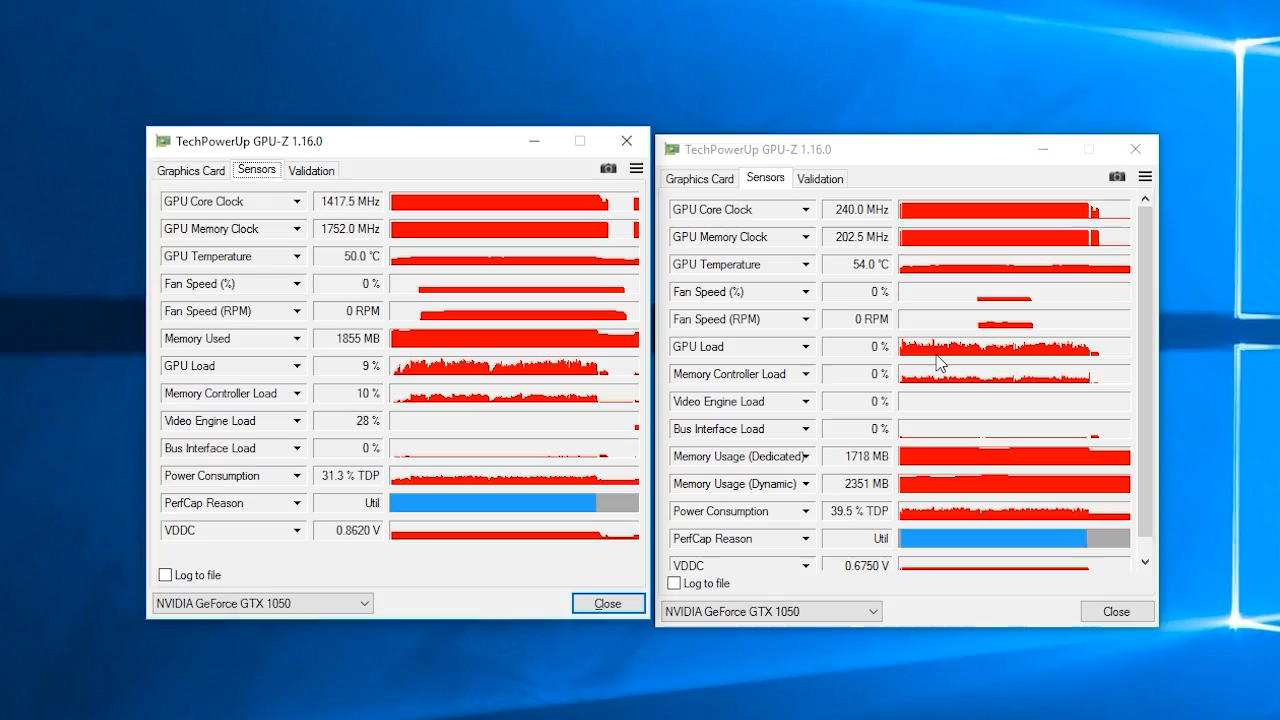 TechPowerUp GPU-Z 1.16.0
Graphics Card Sensors Validation
GPU Core Clock 1417.5 MHz
GPU Memory Clock 1752.0 MHz
GPU Temperature 50.0 °C
Fan Speed (%) 0 %
Fan Speed (RPM) 0 RPM
Memory Used 1855 MB
GPU Load 9 %
Memory Controller Load 10 %
Video Engine Load 28 %
Bus Interface Load 0 %
Power Consumption 31.3 % TDP
PerfCap Reason Util
VDDC 0.8620 V
Log to file
NVIDIA GeForce GTX 1050 Close
TechPowerUp GPU-Z 1.16.0
Graphics Card Sensors Validation
GPU Core Clock 240.0 MHz
GPU Memory Clock 202.5 MHz
GPU Temperature 54.0 °C
Fan Speed (%) 0 %
Fan Speed (RPM) 0 RPM
GPU Load 0 %
Memory Controller Load 0 %
Video Engine Load 0 %
Bus Interface Load 0 %
Memory Usage (Dedicated) 1718 MB
Memory Usage (Dynamic) 2351 MB
Power Consumption 39.5 % TDP
PerfCap Reason Util
VDDC 0.6750 V
Log to file
NVIDIA GeForce GTX 1050 Close